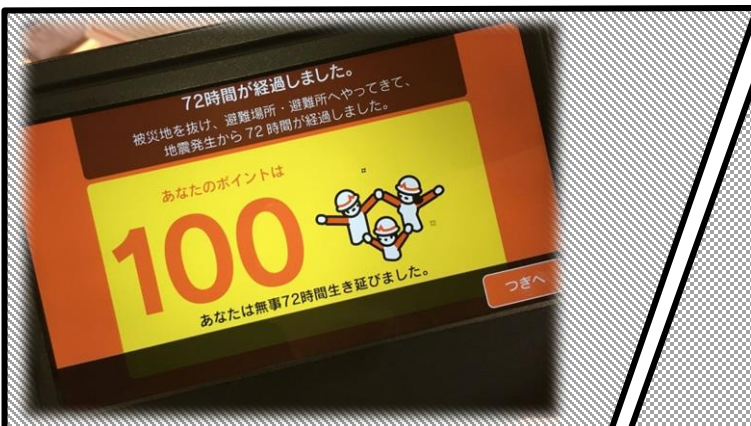 72時間が経過しました。
被災地を抜け、避難場所・避難所へやってきて、
地震発生から 72 時間が経過しました。
あなたのポイントは
100
あなたは無事72時間生き延びました。
つぎへ